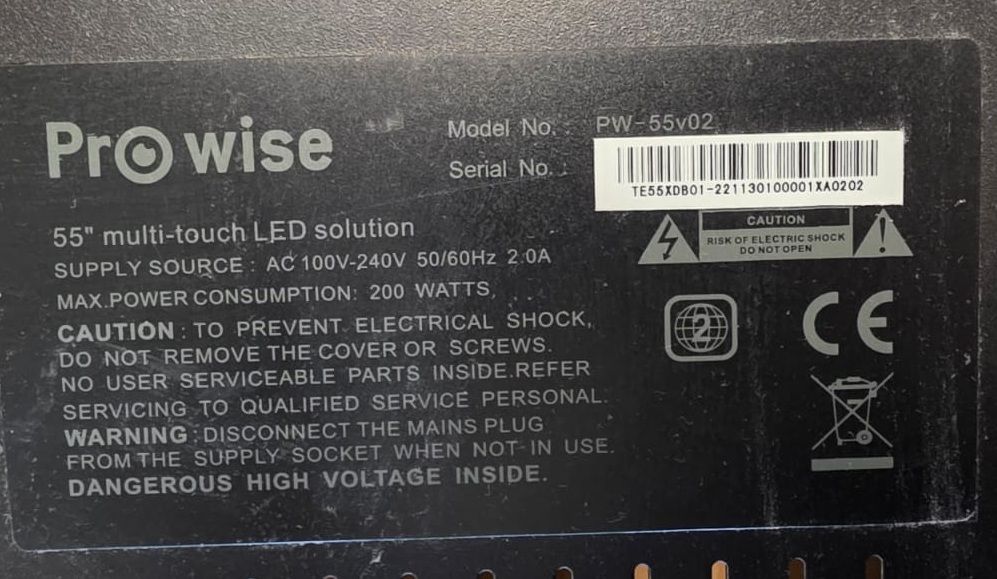 Prowise
Model No. : PW-55v02
Serial No. :
TE55XDB01-221130100001XA0202
55" multi-touch LED solution
SUPPLY SOURCE : AC 100V-240V 50/60Hz 2.0A
MAX.POWER CONSUMPTION: 200 WATTS
CAUTION : TO PREVENT ELECTRICAL SHOCK,
DO NOT REMOVE THE COVER OR SCREWS.
NO USER SERVICEABLE PARTS INSIDE.REFER
SERVICING TO QUALIFIED SERVICE PERSONAL.
WARNING : DISCONNECT THE MAINS PLUG
FROM THE SUPPLY SOCKET WHEN NOT IN USE.
DANGEROUS HIGH VOLTAGE INSIDE.
CAUTION
RISK OF ELECTRIC SHOCK
DO NOT OPEN
2
CE